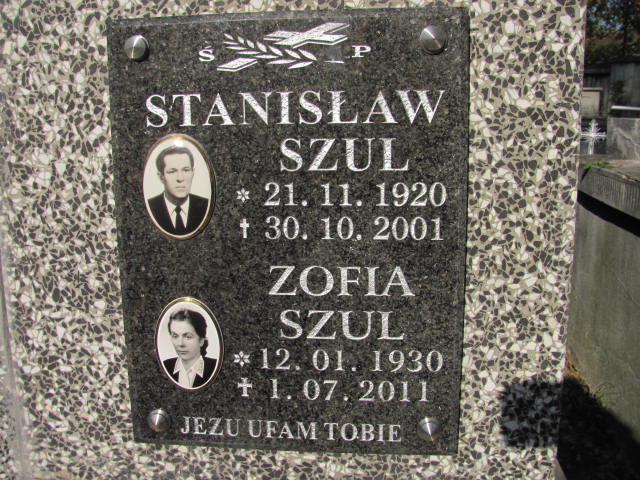 Ś P
STANISŁAW
SZUL
* 21. 11. 1920
† 30. 10. 2001
ZOFIA
SZUL
* 12. 01. 1930
† 1. 07. 2011
JEZU UFAM TOBIE